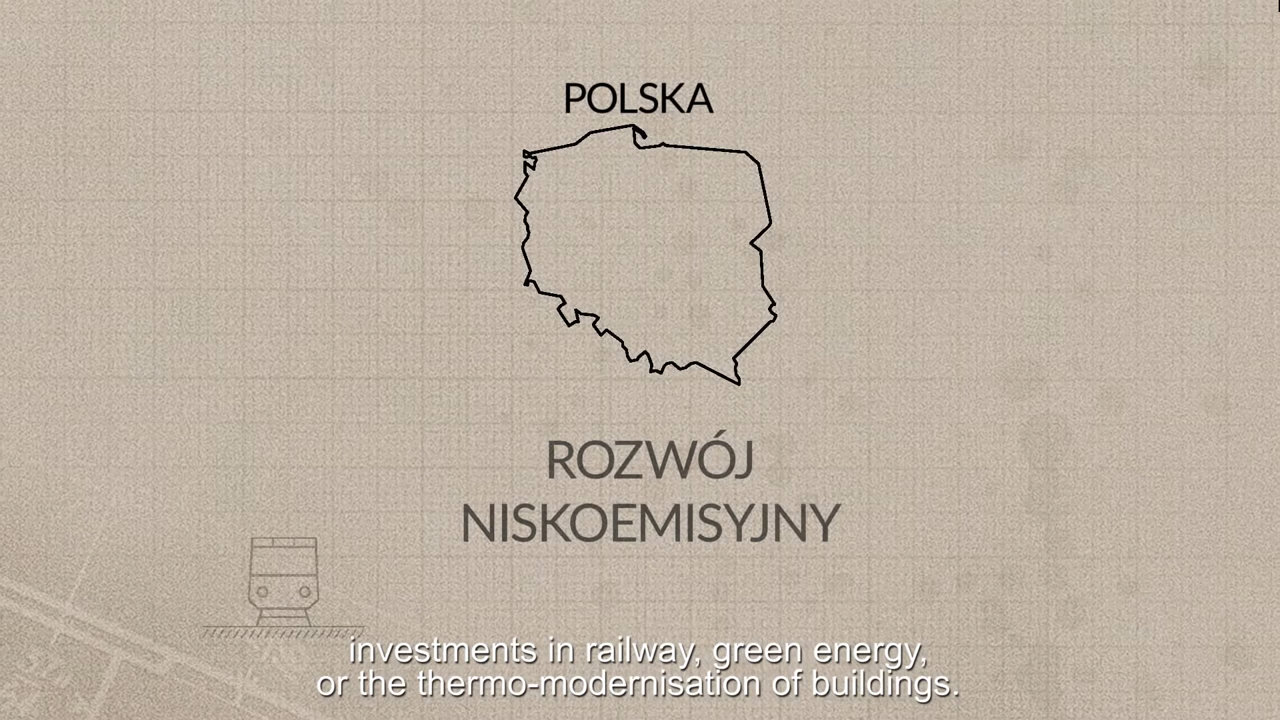 POLSKA
ROZWÓJ
NISKOEMISYJNY
investments in railway, green energy,
or the thermo-modernisation of buildings.